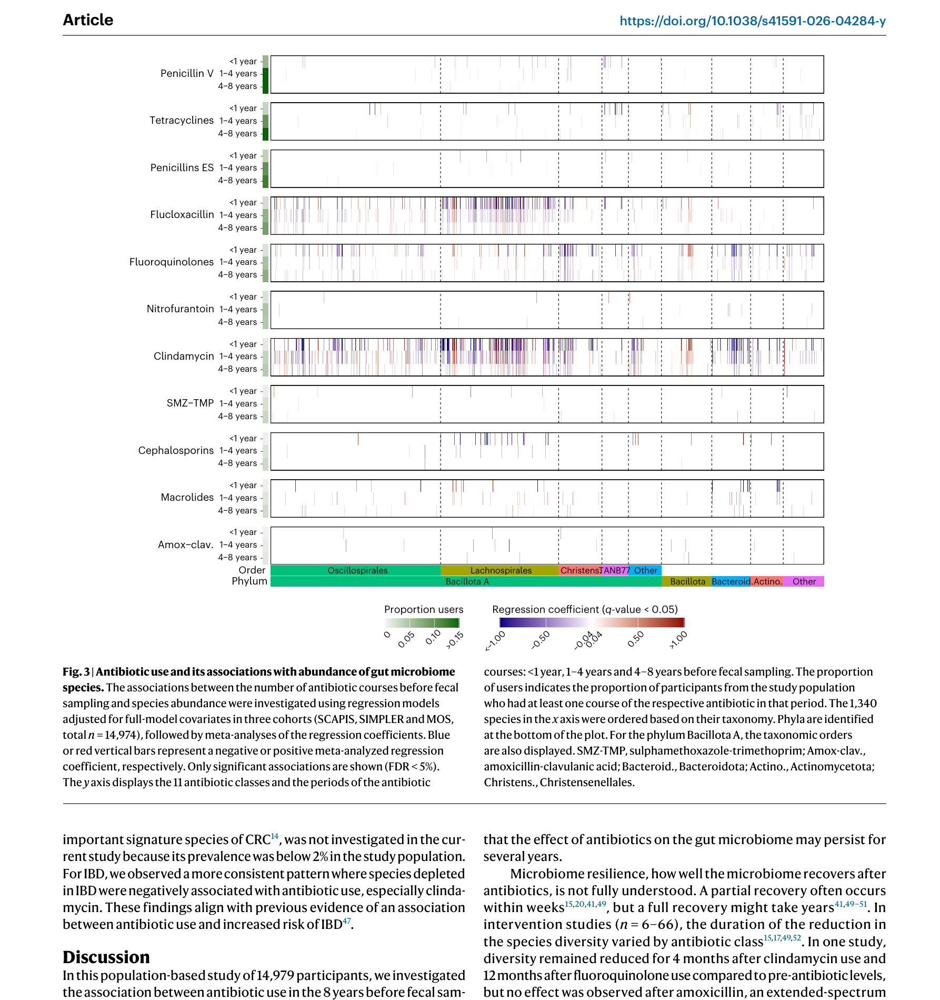 Article
https://doi.org/10.1038/s41591-026-04284-y
Penicillin V
<1 year
1–4 years
4–8 years
Tetracyclines
<1 year
1–4 years
4–8 years
Penicillins ES
<1 year
1–4 years
4–8 years
Flucloxacillin
<1 year
1–4 years
4–8 years
Fluoroquinolones
<1 year
1–4 years
4–8 years
Nitrofurantoin
<1 year
1–4 years
4–8 years
Clindamycin
<1 year
1–4 years
4–8 years
SMZ–TMP
<1 year
1–4 years
4–8 years
Cephalosporins
<1 year
1–4 years
4–8 years
Macrolides
<1 year
1–4 years
4–8 years
Amox–clav.
<1 year
1–4 years
4–8 years
Order Oscillospirales Lachnospirales Christens. TANB77 Other
Phylum Bacillota A Bacillota Bacteroid. Actino. Other
Proportion users
0 0.05 0.10 >0.15
Regression coefficient (q-value < 0.05)
<–1.00 –0.50 –0.04 0.04 0.50 >1.00
Fig. 3 | Antibiotic use and its associations with abundance of gut microbiome
species. The associations between the number of antibiotic courses before fecal
sampling and species abundance were investigated using regression models
adjusted for full-model covariates in three cohorts (SCAPIS, SIMPLER and MOS,
total n = 14,974), followed by meta-analyses of the regression coefficients. Blue
or red vertical bars represent a negative or positive meta-analyzed regression
coefficient, respectively. Only significant associations are shown (FDR < 5%).
The y axis displays the 11 antibiotic classes and the periods of the antibiotic
courses: <1 year, 1–4 years and 4–8 years before fecal sampling. The proportion
of users indicates the proportion of participants from the study population
who had at least one course of the respective antibiotic in that period. The 1,340
species in the x axis were ordered based on their taxonomy. Phyla are identified
at the bottom of the plot. For the phylum Bacillota A, the taxonomic orders
are also displayed. SMZ-TMP, sulphamethoxazole-trimethoprim; Amox-clav.,
amoxicillin-clavulanic acid; Bacteroid., Bacteroidota; Actino., Actinomycetota;
Christens., Christensenellales.
important signature species of CRC14, was not investigated in the cur-
rent study because its prevalence was below 2% in the study population.
For IBD, we observed a more consistent pattern where species depleted
in IBD were negatively associated with antibiotic use, especially clinda-
mycin. These findings align with previous evidence of an association
between antibiotic use and increased risk of IBD47.
Discussion
In this population-based study of 14,979 participants, we investigated
the association between antibiotic use in the 8 years before fecal sam-
that the effect of antibiotics on the gut microbiome may persist for
several years.
Microbiome resilience, how well the microbiome recovers after
antibiotics, is not fully understood. A partial recovery often occurs
within weeks15,20,41,49, but a full recovery might take years41,49–51. In
intervention studies (n = 6–66), the duration of the reduction in
the species diversity varied by antibiotic class15,17,49,52. In one study,
diversity remained reduced for 4 months after clindamycin use and
12 months after fluoroquinolone use compared to pre-antibiotic levels,
but no effect was observed after amoxicillin, an extended-spectrum